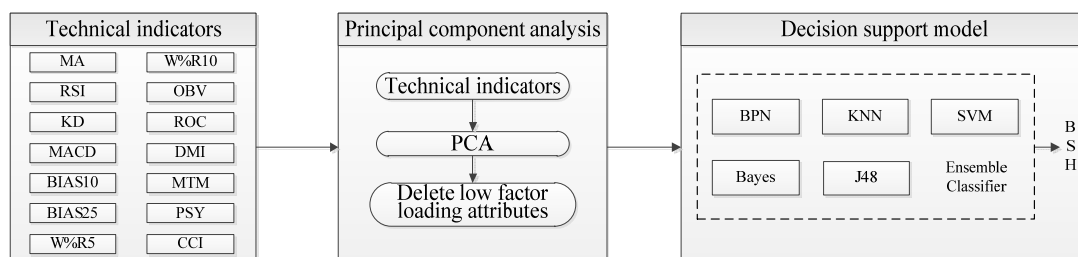 Technical indicators
MA
W%R10
RSI
OBV
KD
ROC
MACD
DMI
BIAS10
MTM
BIAS25
PSY
W%R5
CCI
Principal component analysis
Technical indicators
PCA
Delete low factor
loading attributes
Decision support model
BPN
KNN
SVM
Bayes
J48
Ensemble
Classifier
B
S
H